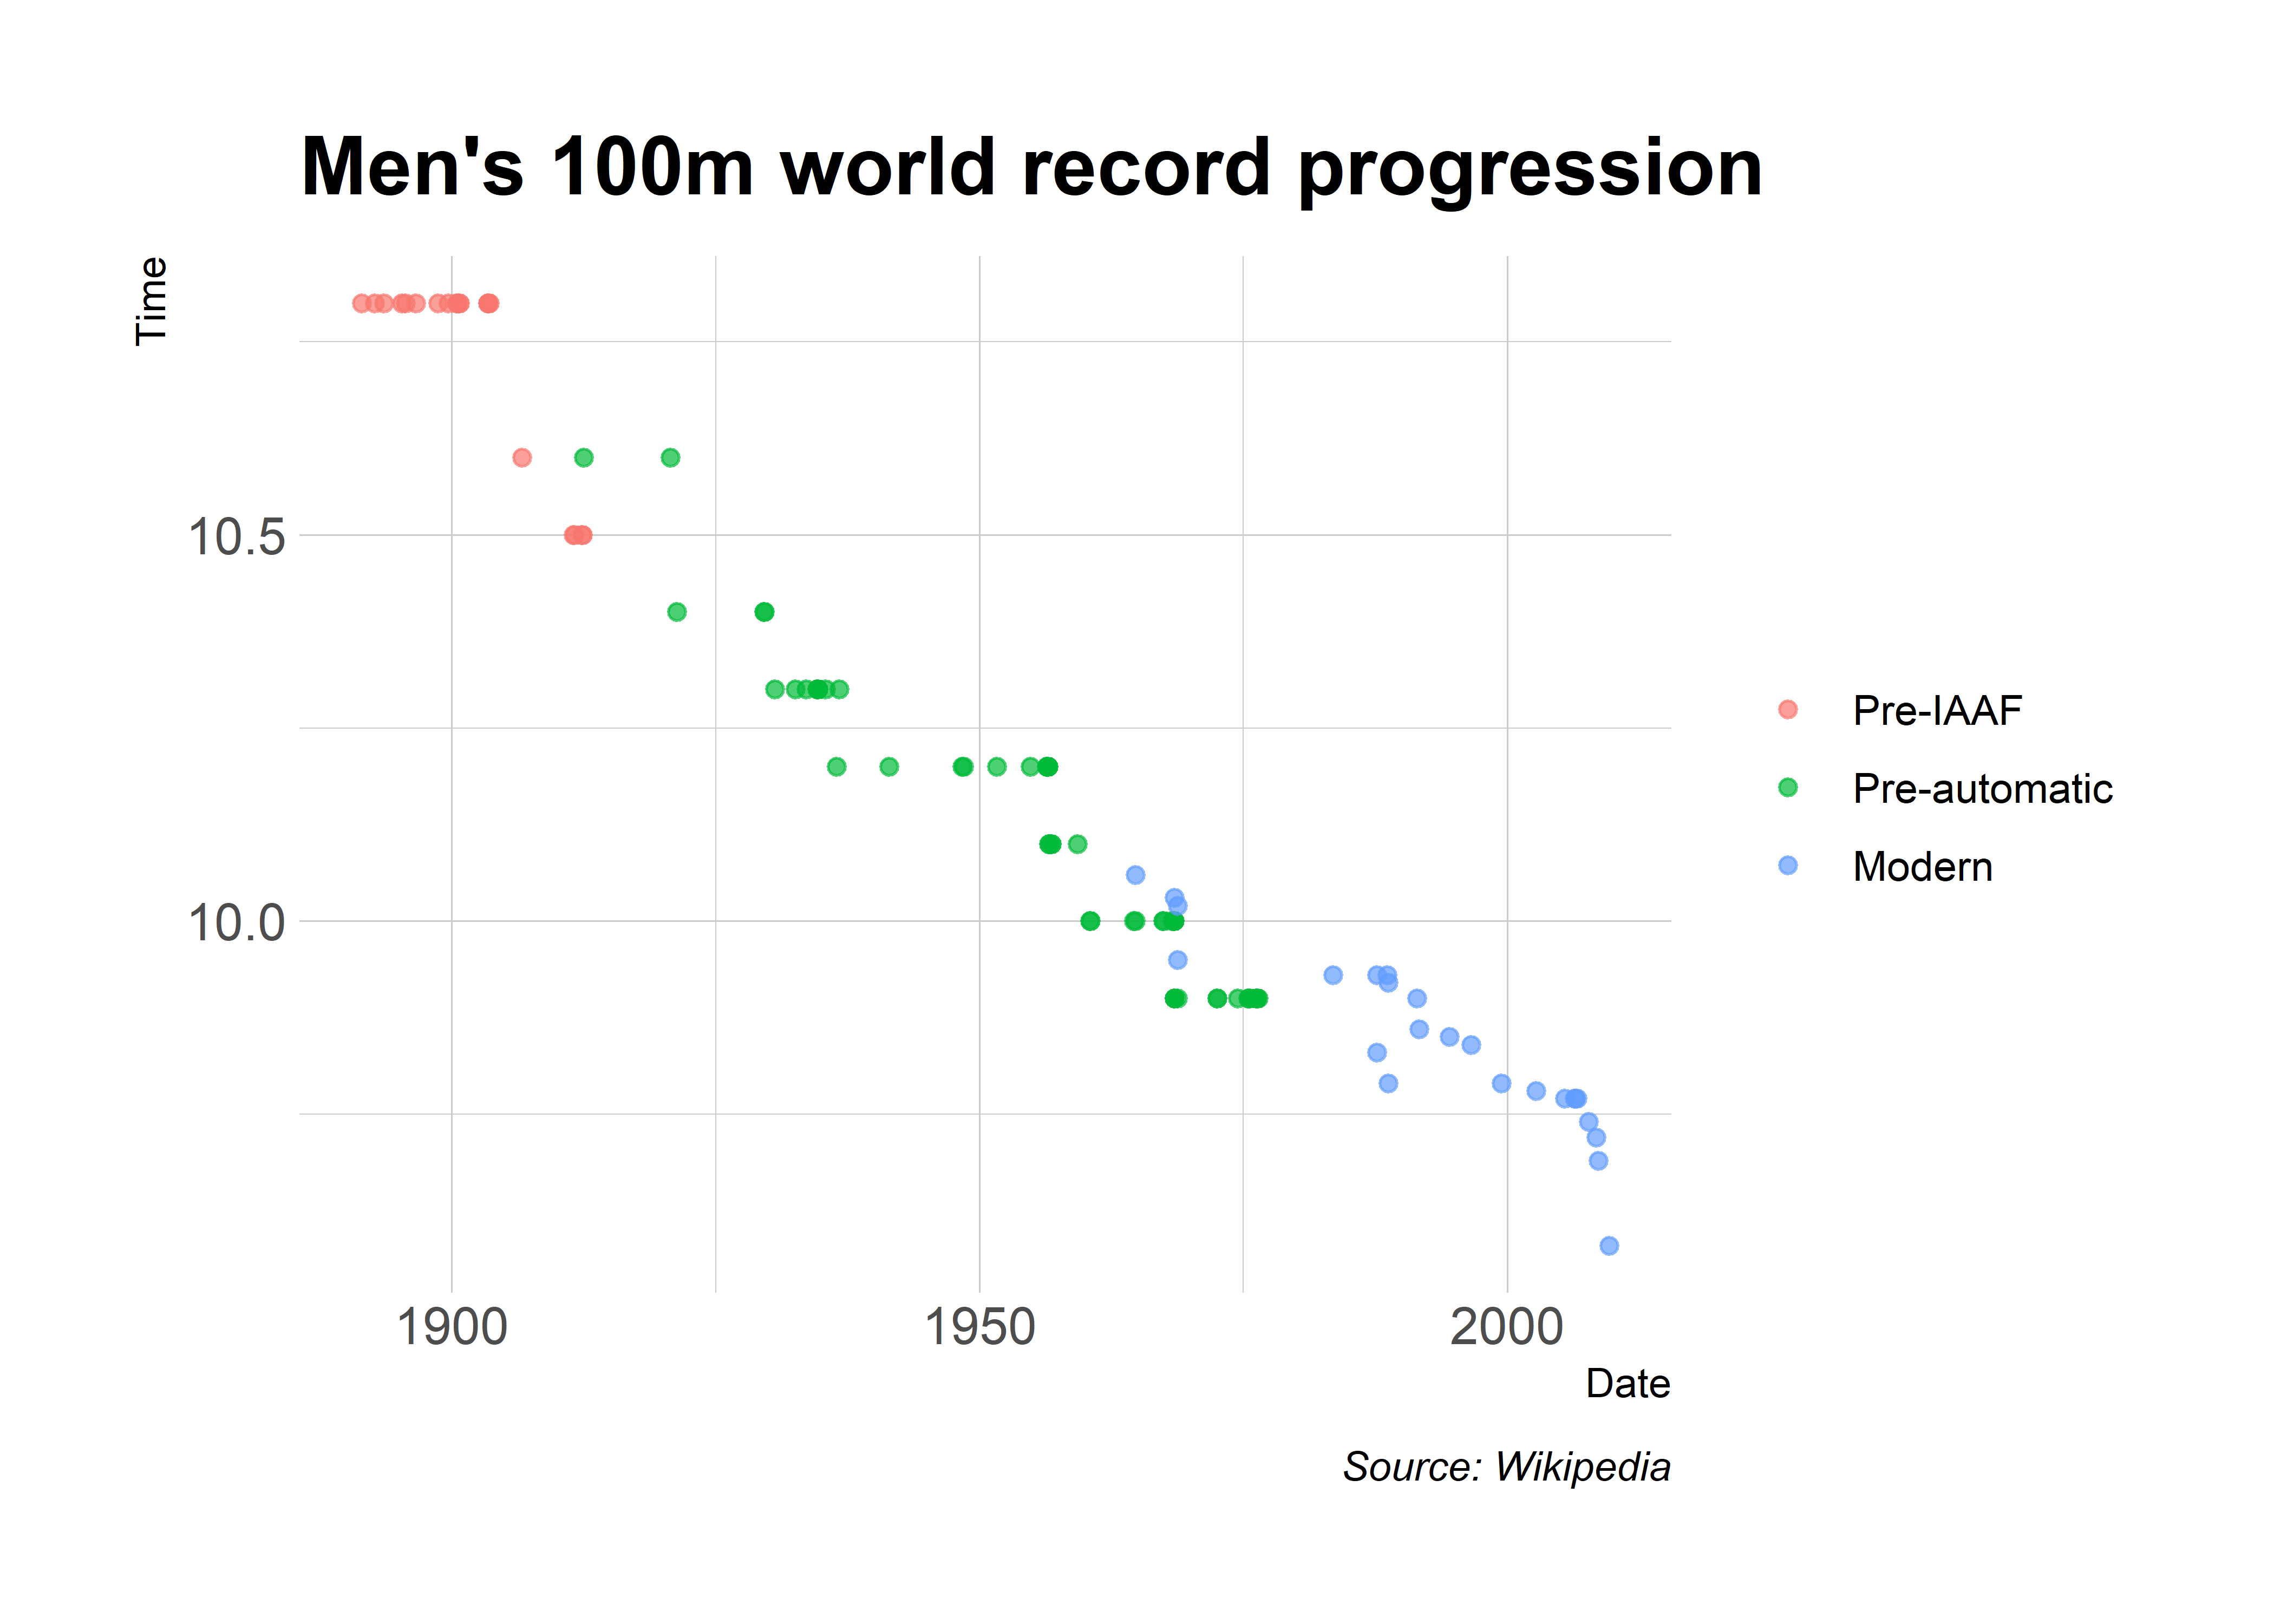 Men's 100m world record progression
Time
10.5
10.0
1900 1950 2000
Date
Pre-IAAF
Pre-automatic
Modern
Source: Wikipedia